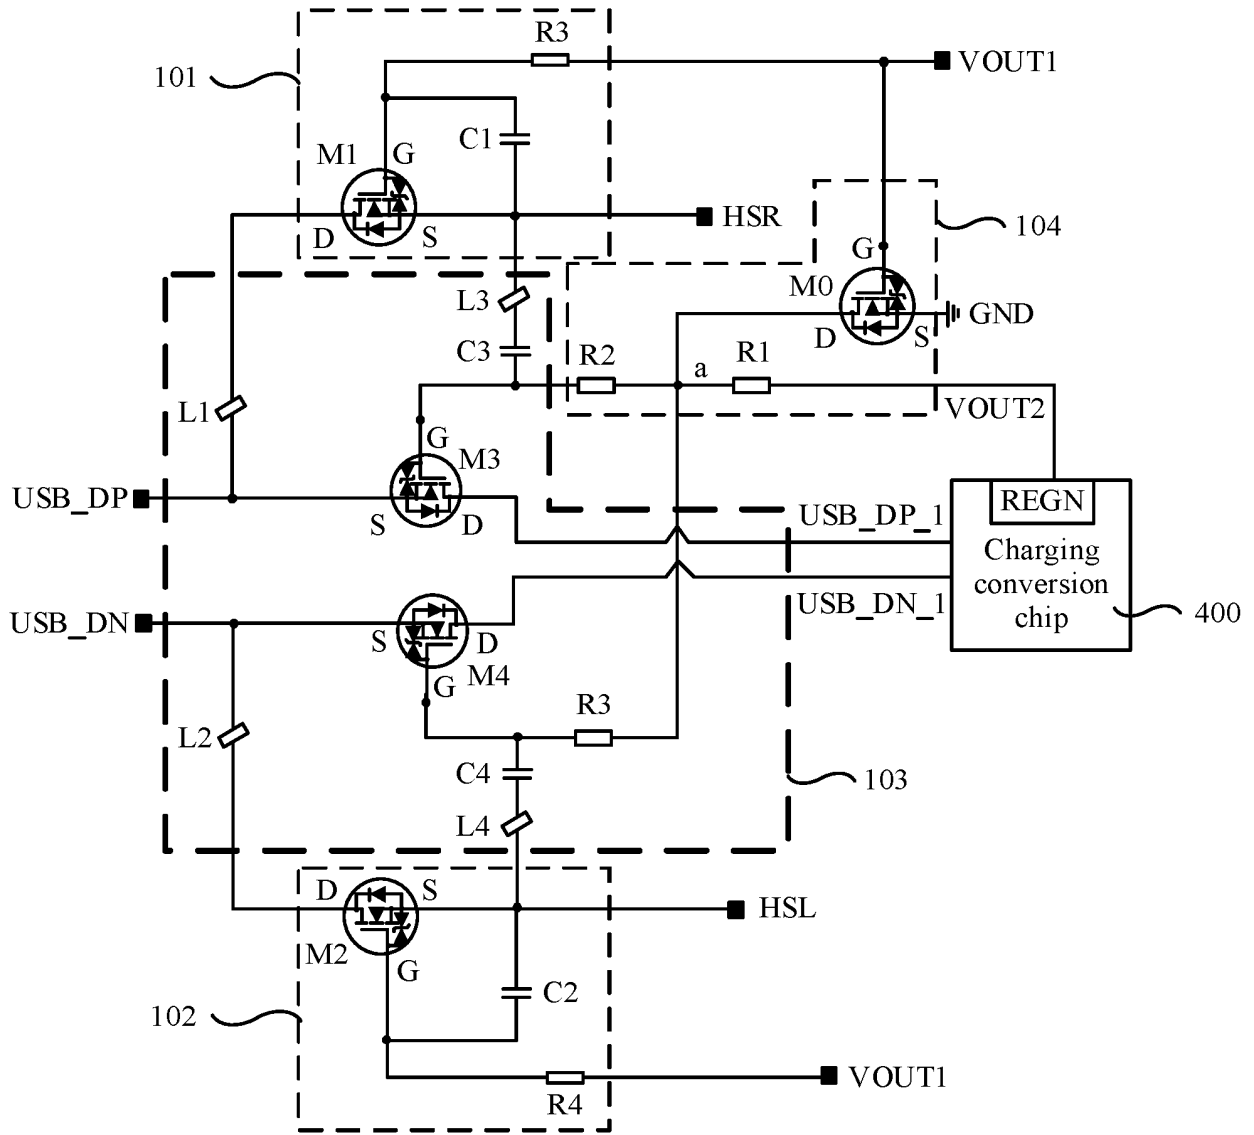 R3
VOUT1
101
C1
M1
G
HSR
D
S
104
G
M0
L3
GND
D
S
C3
R2
a
R1
L1
VOUT2
G
M3
USB_DP
REGN
S
D
USB_DP_1
Charging
conversion
chip
400
USB_DN_1
USB_DN
S
D
M4
G
R3
L2
C4
103
L4
D
S
HSL
M2
G
C2
102
VOUT1
R4